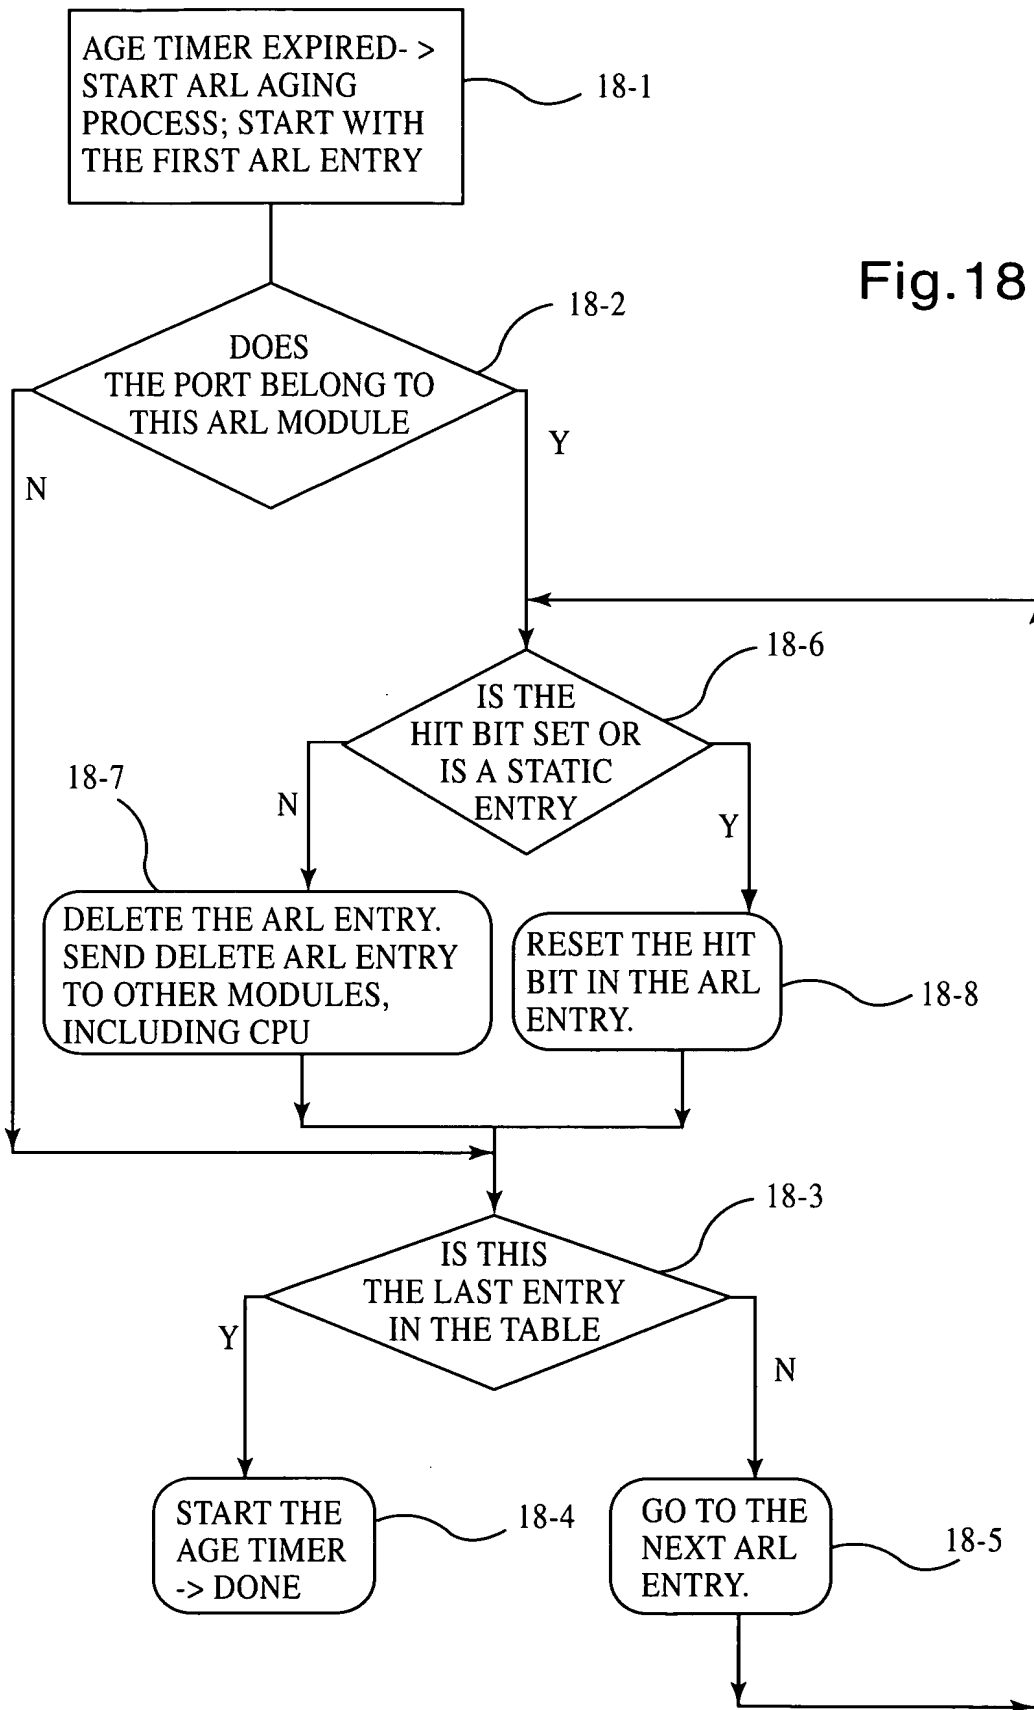 AGE TIMER EXPIRED- >
START ARL AGING
PROCESS; START WITH
THE FIRST ARL ENTRY
18-1
Fig.18
18-2
DOES
THE PORT BELONG TO
THIS ARL MODULE
Y
N
18-6
IS THE
HIT BIT SET OR
IS A STATIC
ENTRY
18-7
N
Y
DELETE THE ARL ENTRY.
SEND DELETE ARL ENTRY
TO OTHER MODULES,
INCLUDING CPU
RESET THE HIT
BIT IN THE ARL
ENTRY.
18-8
18-3
IS THIS
THE LAST ENTRY
IN THE TABLE
Y
N
START THE
AGE TIMER
-> DONE
18-4
GO TO THE
NEXT ARL
ENTRY.
18-5